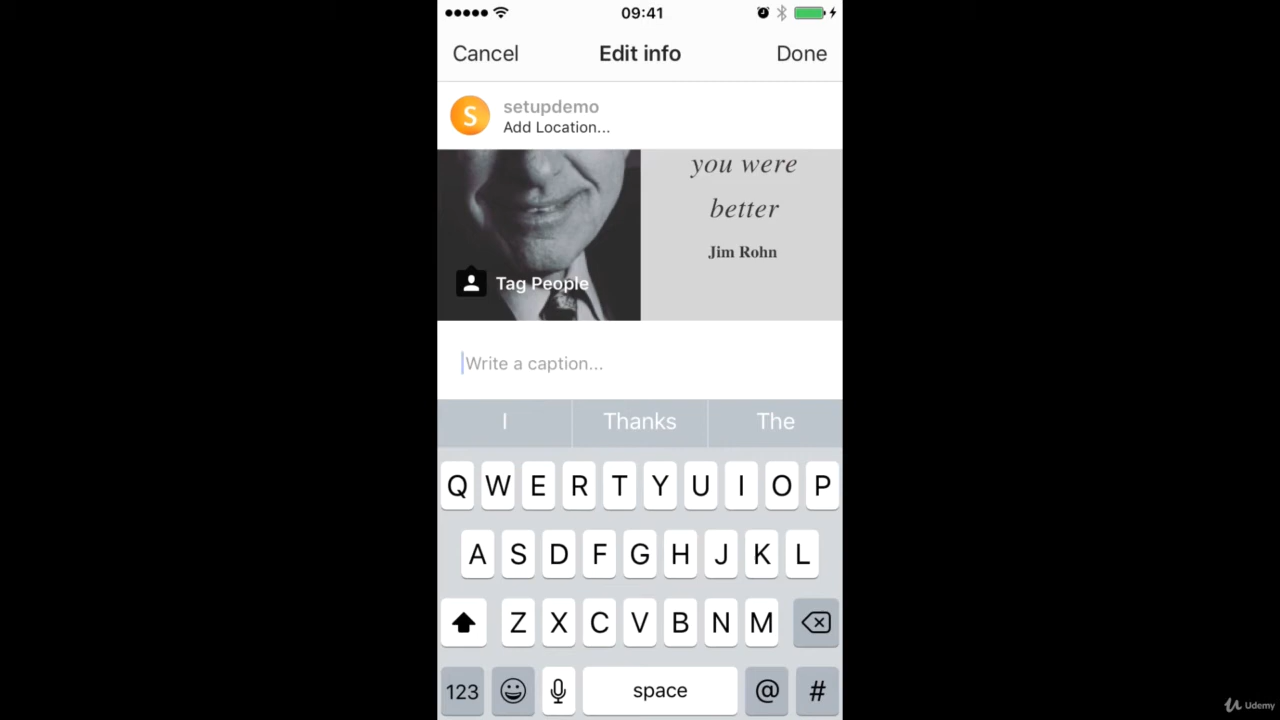 09:41
Cancel Edit info Done
S setupdemo
Add Location...
you were
better
Jim Rohn
Tag People
Write a caption...
I Thanks The
Q W E R T Y U I O P
A S D F G H J K L
Z X C V B N M
123 space @ #
Udemy